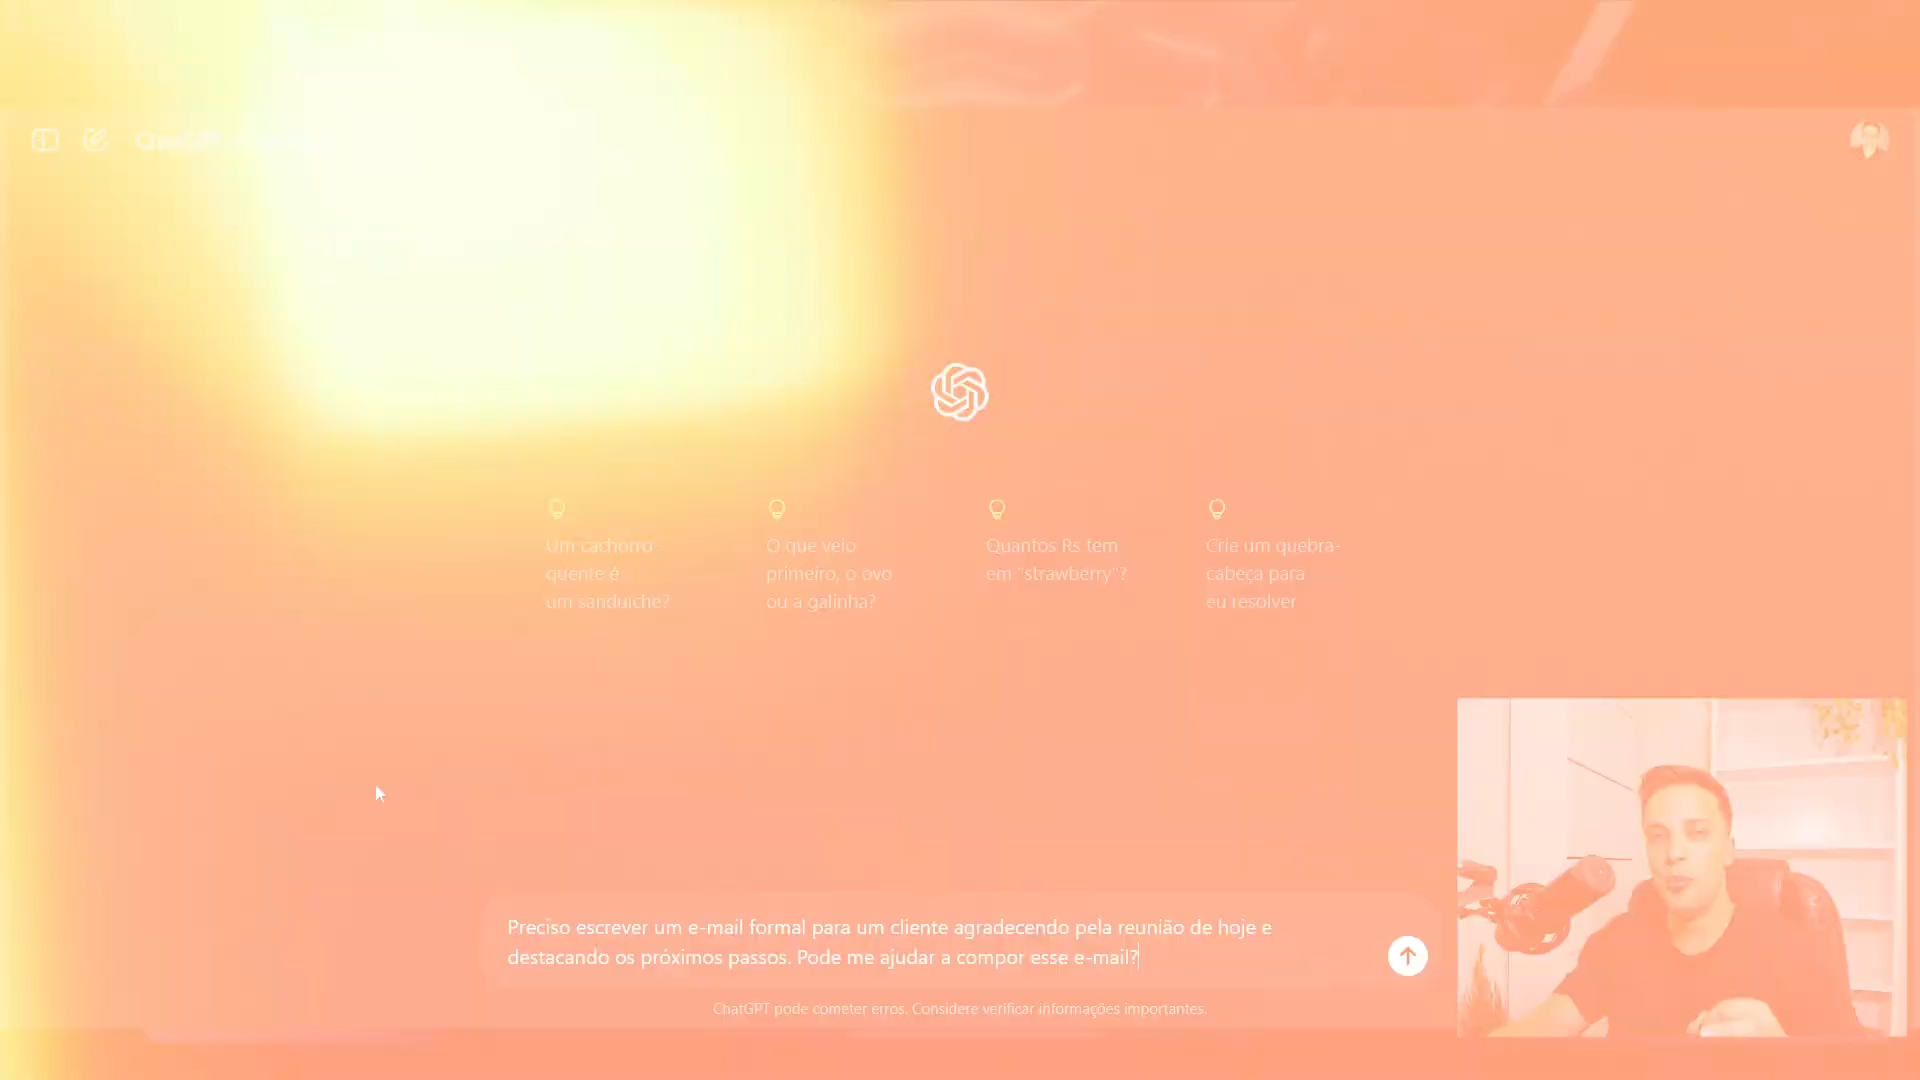 ChatGPT
Um cachorro-
quente é
um sanduíche?
O que veio
primeiro, o ovo
ou a galinha?
Quantos Rs tem
em "strawberry"?
Crie um quebra-
cabeça para
eu resolver
Preciso escrever um e-mail formal para um cliente agradecendo pela reunião de hoje e
destacando os próximos passos. Pode me ajudar a compor esse e-mail?
ChatGPT pode cometer erros. Considere verificar informações importantes.